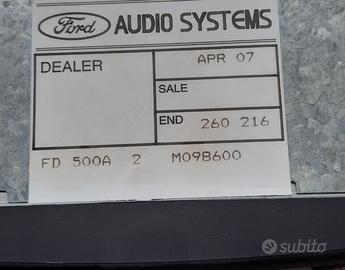 Ford AUDIO SYSTEMS
DEALER
APR 07
SALE
END 260 216
FD 500A 2 M098600
subito